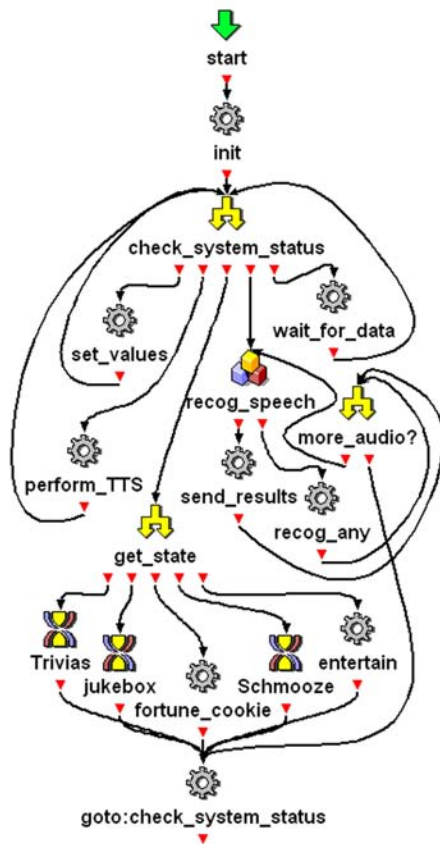 start
init
check_system_status
set_values
wait_for_data
recog_speech
more_audio?
perform_TTS
send_results
recog_any
get_state
Trivias
jukebox
fortune_cookie
Schmooze
entertain
goto:check_system_status